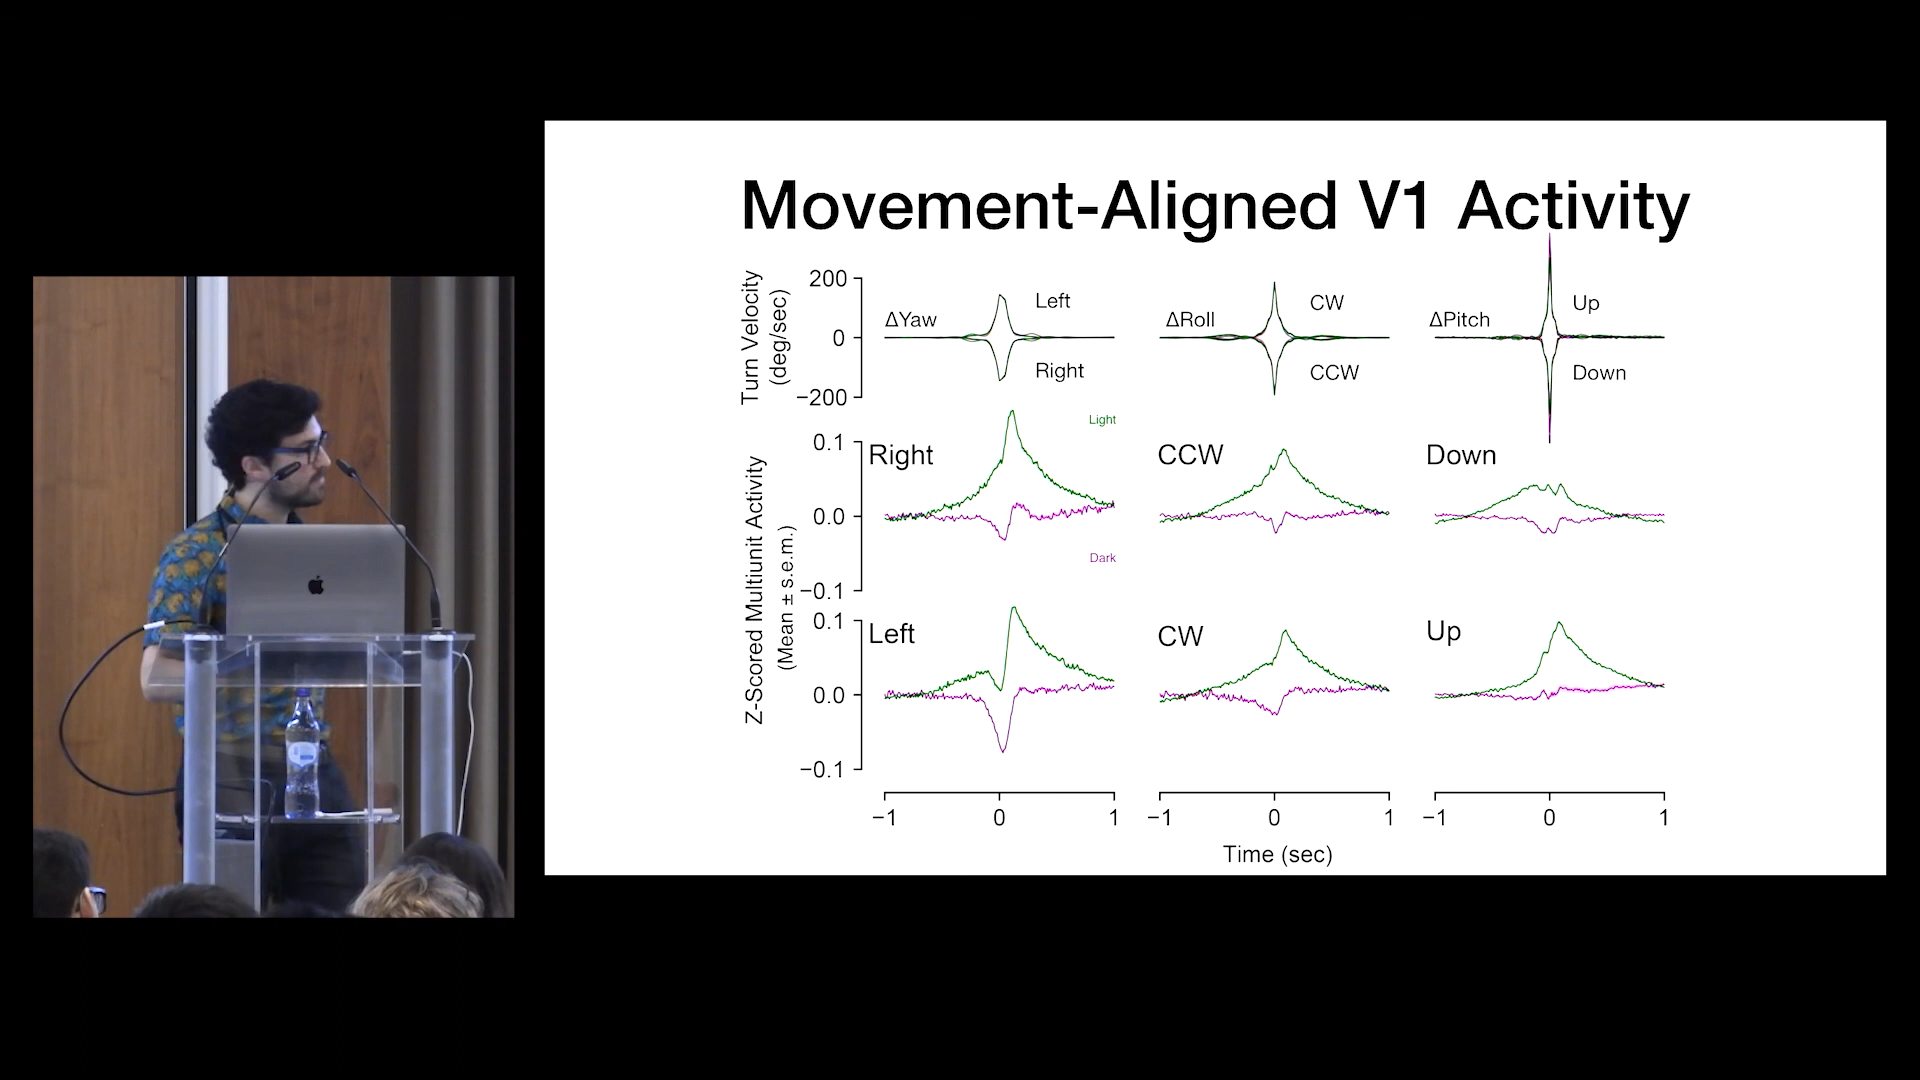 Movement-Aligned V1 Activity
Turn Velocity
(deg/sec)
200
0
−200
ΔYaw
Left
Right
ΔRoll
CW
CCW
ΔPitch
Up
Down
Z-Scored Multiunit Activity
(Mean ± s.e.m.)
0.1
0.0
−0.1
Right
Light
Dark
CCW
Down
0.1
0.0
−0.1
Left
CW
Up
−1 0 1
−1 0 1
−1 0 1
Time (sec)